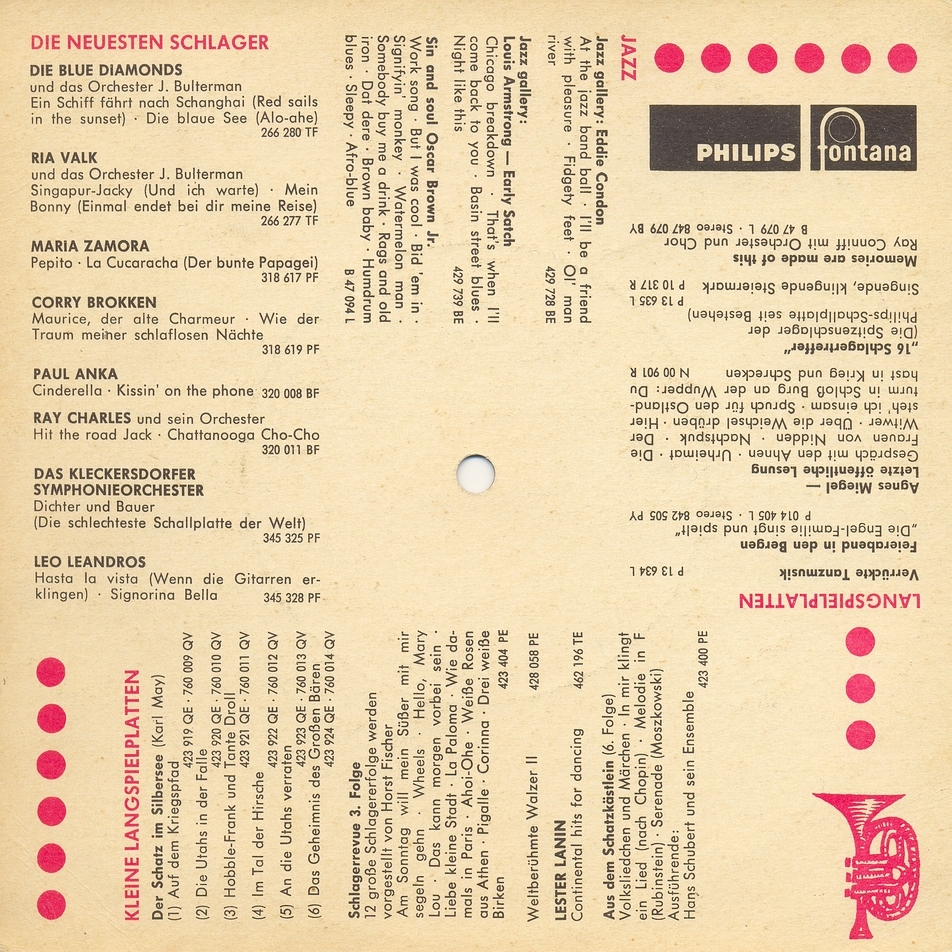 DIE NEUESTEN SCHLAGER
DIE BLUE DIAMONDS
und das Orchester J. Bulterman
Ein Schiff fährt nach Schanghai (Red sails
in the sunset) · Die blaue See (Alo-ahe)
266 280 TF
RIA VALK
und das Orchester J. Bulterman
Singapur-Jacky (Und ich warte) · Mein
Bonny (Einmal endet bei dir meine Reise)
266 277 TF
MARIA ZAMORA
Pepito · La Cucaracha (Der bunte Papagei)
318 617 PF
CORRY BROKKEN
Maurice, der alte Charmeur · Wie der
Traum meiner schlaflosen Nächte
318 619 PF
PAUL ANKA
Cinderella · Kissin' on the phone 320 008 BF
RAY CHARLES und sein Orchester
Hit the road Jack · Chattanooga Cho-Cho
320 011 BF
DAS KLECKERSDORFER
SYMPHONIEORCHESTER
Dichter und Bauer
(Die schlechteste Schallplatte der Welt)
345 325 PF
LEO LEANDROS
Hasta la vista (Wenn die Gitarren er-
klingen) · Signorina Bella 345 328 PF
JAZZ
Jazz gallery: Eddie Condon
At the jazz band ball · I'll be a friend
with pleasure · Fidgety feet · Ol' man
river 429 728 BE
Jazz gallery:
Louis Armstrong — Early Satch
Chicago breakdown · That's when I'll
come back to you · Basin street blues ·
Night like this 429 739 BE
Sin and soul Oscar Brown Jr.
Work song · But I was cool · Bid 'em in ·
Signifyin' monkey · Watermelon man ·
Somebody buy me a drink · Rags and old
iron · Dat dere · Brown baby · Humdrum
blues · Sleepy · Afro-blue B 47 094 L
PHILIPS
fontana
LANGSPIELPLATTEN
Verrückte Tanzmusik P 13 634 L
Feierabend in den Bergen
„Die Engel-Familie singt und spielt“
P 014 405 L · Stereo 842 505 PY
Agnes Miegel —
Letzte öffentliche Lesung
Gespräch mit den Ahnen · Urheimat · Die
Frauen von Nidden · Nachtspuk · Der
Witwer · Über die Weichsel drüben · Hier
steh' ich einsam · Spruch für den Ostland-
turm in Schloß Burg an der Wupper: Du
hast in Krieg und Schrecken N 00 901 R
„16 Schlagertreffer“
(Die Spitzenschlager der
Philips-Schallplatte seit Bestehen)
P 13 635 L
Singende, klingende Steiermark P 10 317 R
Memories are made of this
Ray Conniff mit Orchester und Chor
B 47 079 L · Stereo 847 079 BY
KLEINE LANGSPIELPLATTEN
Der Schatz im Silbersee (Karl May)
(1) Auf dem Kriegspfad
423 919 QE · 760 009 QV
(2) Die Utahs in der Falle
423 920 QE · 760 010 QV
(3) Hobble-Frank und Tante Droll
423 921 QE · 760 011 QV
(4) Im Tal der Hirsche
423 922 QE · 760 012 QV
(5) An die Utahs verraten
423 923 QE · 760 013 QV
(6) Das Geheimnis des Großen Bären
423 924 QE · 760 014 QV
Schlagerrevue 3. Folge
12 große Schlagererfolge werden
vorgestellt von Horst Fischer
Am Sonntag will mein Süßer mit mir
segeln gehn · Wheels · Hello, Mary
Lou · Das kann morgen vorbei sein ·
Liebe kleine Stadt · La Paloma · Wie da-
mals in Paris · Ahoi-Ohe · Weiße Rosen
aus Athen · Pigalle · Corinna · Drei weiße
Birken 423 404 PE
Weltberühmte Walzer II 428 058 PE
LESTER LANIN
Continental hits for dancing 462 196 TE
Aus dem Schatzkästlein (6. Folge)
Volksliedchen und Märchen · In mir klingt
ein Lied (nach Chopin) · Melodie in F
(Rubinstein) · Serenade (Moszkowski)
Ausführende:
Hans Schubert und sein Ensemble
423 400 PE